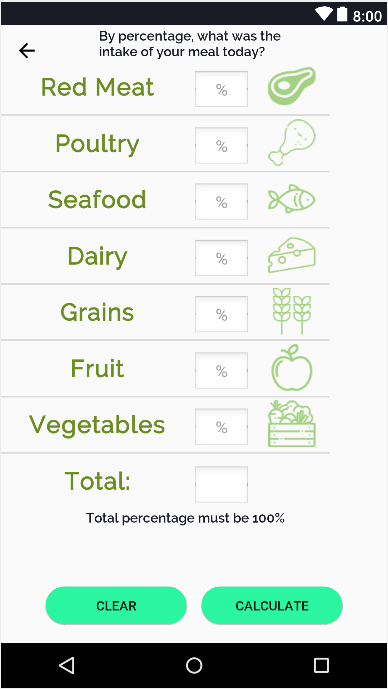 8:00
By percentage, what was the
intake of your meal today?
Red Meat
%
Poultry
%
Seafood
%
Dairy
%
Grains
%
Fruit
%
Vegetables
%
Total:
Total percentage must be 100%
CLEAR
CALCULATE